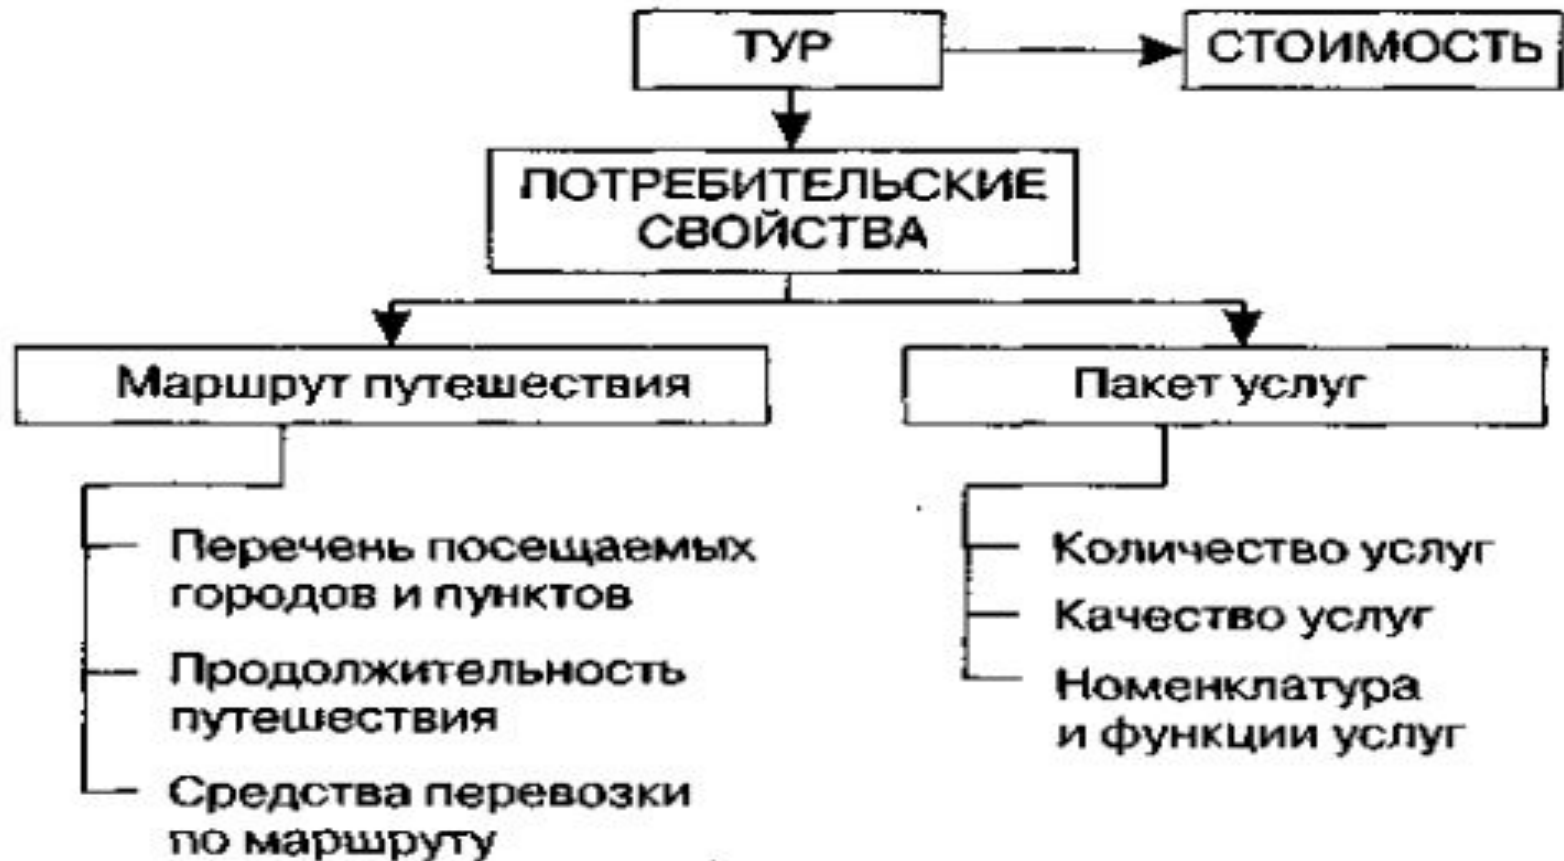 ТУР
СТОИМОСТЬ
ПОТРЕБИТЕЛЬСКИЕ
СВОЙСТВА
Маршрут путешествия
Перечень посещаемых
городов и пунктов
Продолжительность
путешествия
Средства перевозки
по маршруту
Пакет услуг
Количество услуг
Качество услуг
Номенклатура
и функции услуг